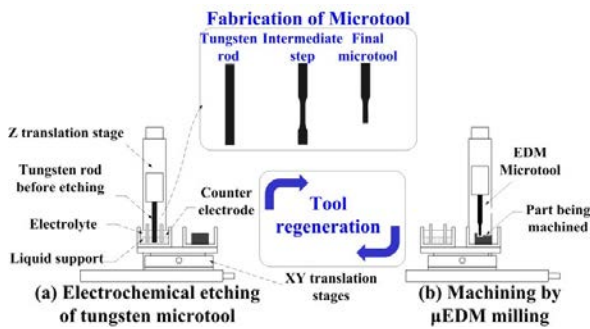 Fabrication of Microtool
Tungsten rod
Intermediate step
Final microtool
Z translation stage
Tungsten rod before etching
Electrolyte
Liquid support
Counter electrode
XY translation stages
Tool regeneration
EDM Microtool
Part being machined
(a) Electrochemical etching of tungsten microtool
(b) Machining by µEDM milling